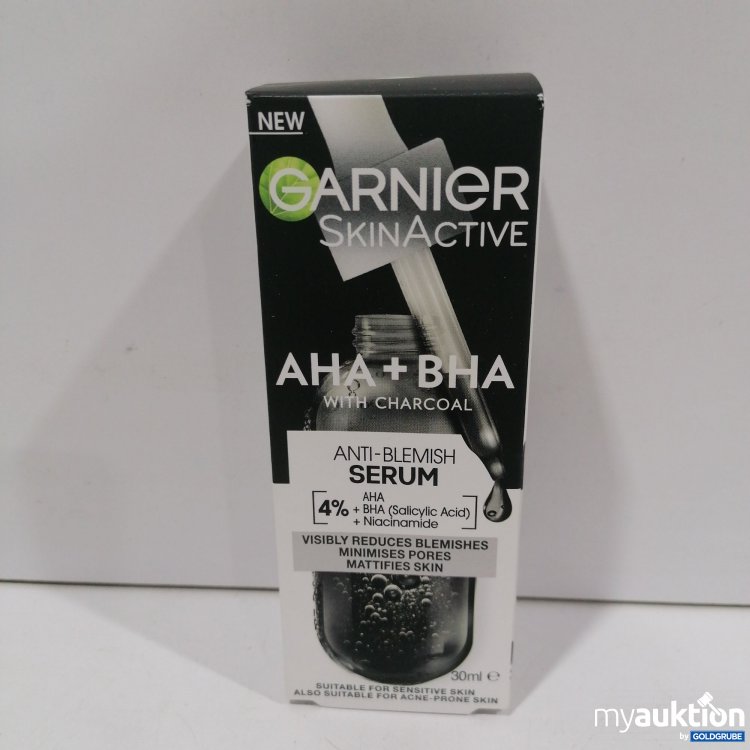 NEW
GARNIER
SKINACTIVE
AHA + BHA
WITH CHARCOAL
ANTI-BLEMISH
SERUM
4% AHA
+ BHA (Salicylic Acid)
+ Niacinamide
VISIBLY REDUCES BLEMISHES
MINIMISES PORES
MATTIFIES SKIN
30ml e
SUITABLE FOR SENSITIVE SKIN
ALSO SUITABLE FOR ACNE-PRONE SKIN
myauktion
by GOLDGRUBE